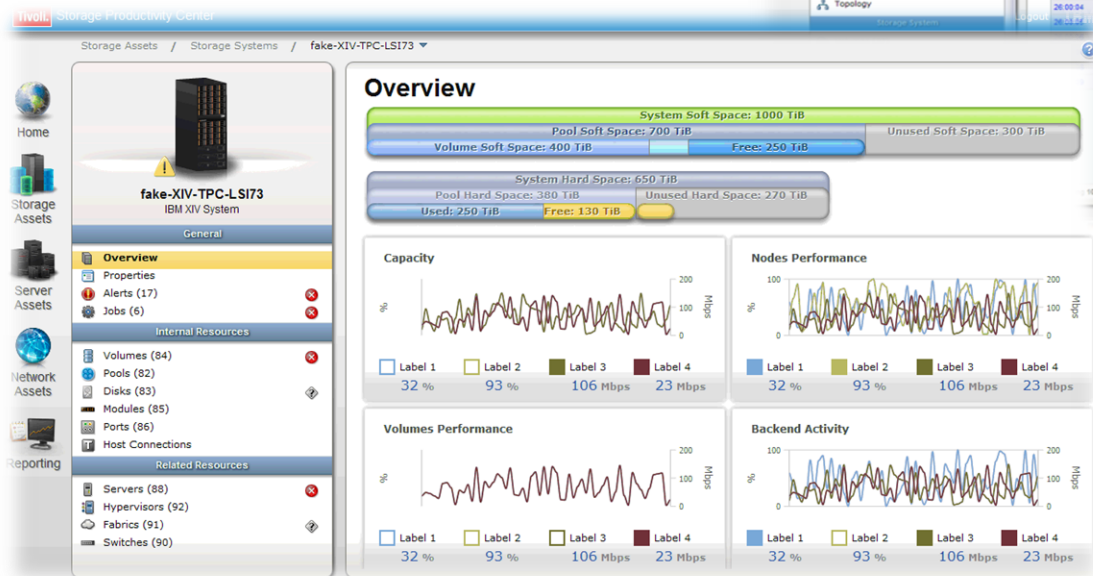 Topology
26:00:04
Tivoli. Storage Productivity Center
Storage System
Logout
Storage Assets / Storage Systems / fake-XIV-TPC-LSI73
Home
Storage Assets
Server Assets
Network Assets
Reporting
fake-XIV-TPC-LSI73
IBM XIV System
General
Overview
Properties
Alerts (17)
Jobs (6)
Internal Resources
Volumes (84)
Pools (82)
Disks (83)
Modules (85)
Ports (86)
Host Connections
Related Resources
Servers (88)
Hypervisors (92)
Fabrics (91)
Switches (90)
Overview
System Soft Space: 1000 TiB
Pool Soft Space: 700 TiB
Unused Soft Space: 300 TiB
Volume Soft Space: 400 TiB
Free: 250 TiB
System Hard Space: 650 TiB
Pool Hard Space: 380 TiB
Unused Hard Space: 270 TiB
Used: 250 TiB
Free: 130 TiB
Capacity
%
200
100
0
Mbps
Label 1 Label 2 Label 3 Label 4
32 % 93 % 106 Mbps 23 Mbps
Nodes Performance
100
0
%
200
100
0
Mbps
Label 1 Label 2 Label 3 Label 4
32 % 93 % 106 Mbps 23 Mbps
Volumes Performance
%
200
100
0
Mbps
Label 1 Label 2 Label 3 Label 4
32 % 93 % 106 Mbps 23 Mbps
Backend Activity
100
0
%
200
100
0
Mbps
Label 1 Label 2 Label 3 Label 4
32 % 93 % 106 Mbps 23 Mbps